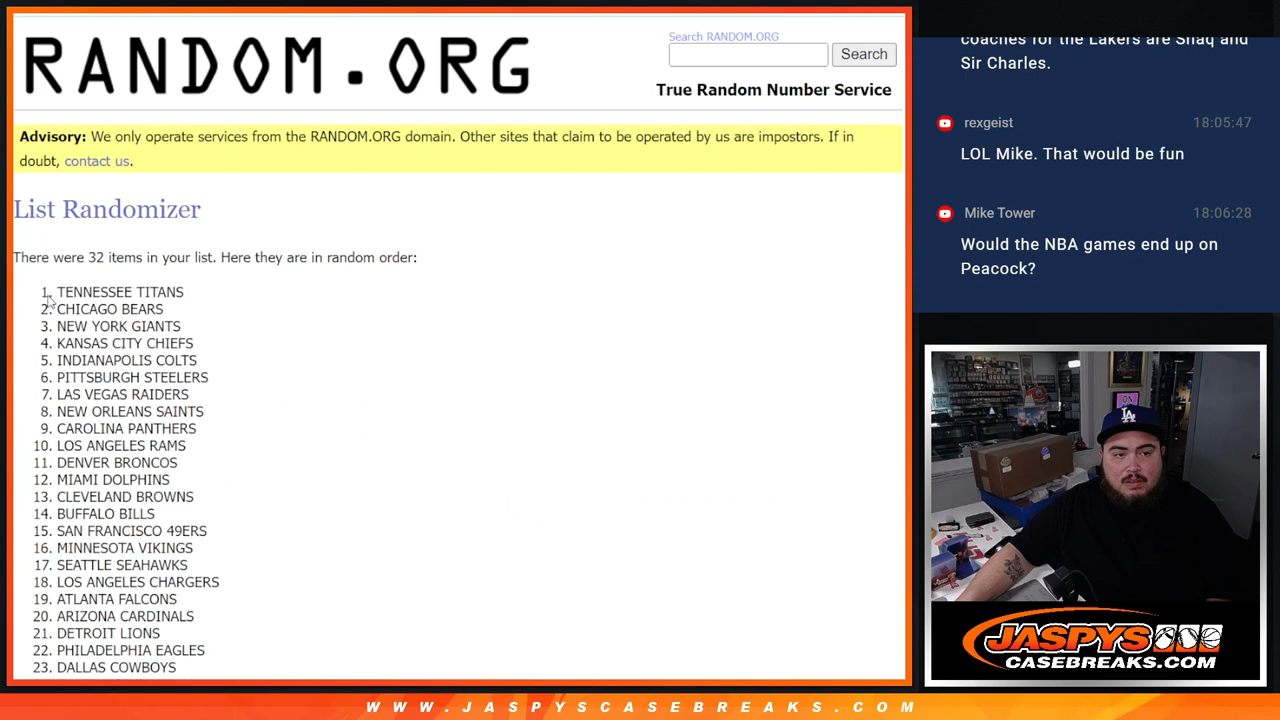 RANDOM.ORG
Search RANDOM.ORG
Search
True Random Number Service
Advisory: We only operate services from the RANDOM.ORG domain. Other sites that claim to be operated by us are impostors. If in
doubt, contact us.
List Randomizer
There were 32 items in your list. Here they are in random order:
1. TENNESSEE TITANS
2. CHICAGO BEARS
3. NEW YORK GIANTS
4. KANSAS CITY CHIEFS
5. INDIANAPOLIS COLTS
6. PITTSBURGH STEELERS
7. LAS VEGAS RAIDERS
8. NEW ORLEANS SAINTS
9. CAROLINA PANTHERS
10. LOS ANGELES RAMS
11. DENVER BRONCOS
12. MIAMI DOLPHINS
13. CLEVELAND BROWNS
14. BUFFALO BILLS
15. SAN FRANCISCO 49ERS
16. MINNESOTA VIKINGS
17. SEATTLE SEAHAWKS
18. LOS ANGELES CHARGERS
19. ATLANTA FALCONS
20. ARIZONA CARDINALS
21. DETROIT LIONS
22. PHILADELPHIA EAGLES
23. DALLAS COWBOYS
coaches for the Lakers are Shaq and
Sir Charles.
rexgeist 18:05:47
LOL Mike. That would be fun
Mike Tower 18:06:28
Would the NBA games end up on
Peacock?
LA
ON
JASPYS
CASEBREAKS.COM
WWW.JASPYSCASEBREAKS.COM